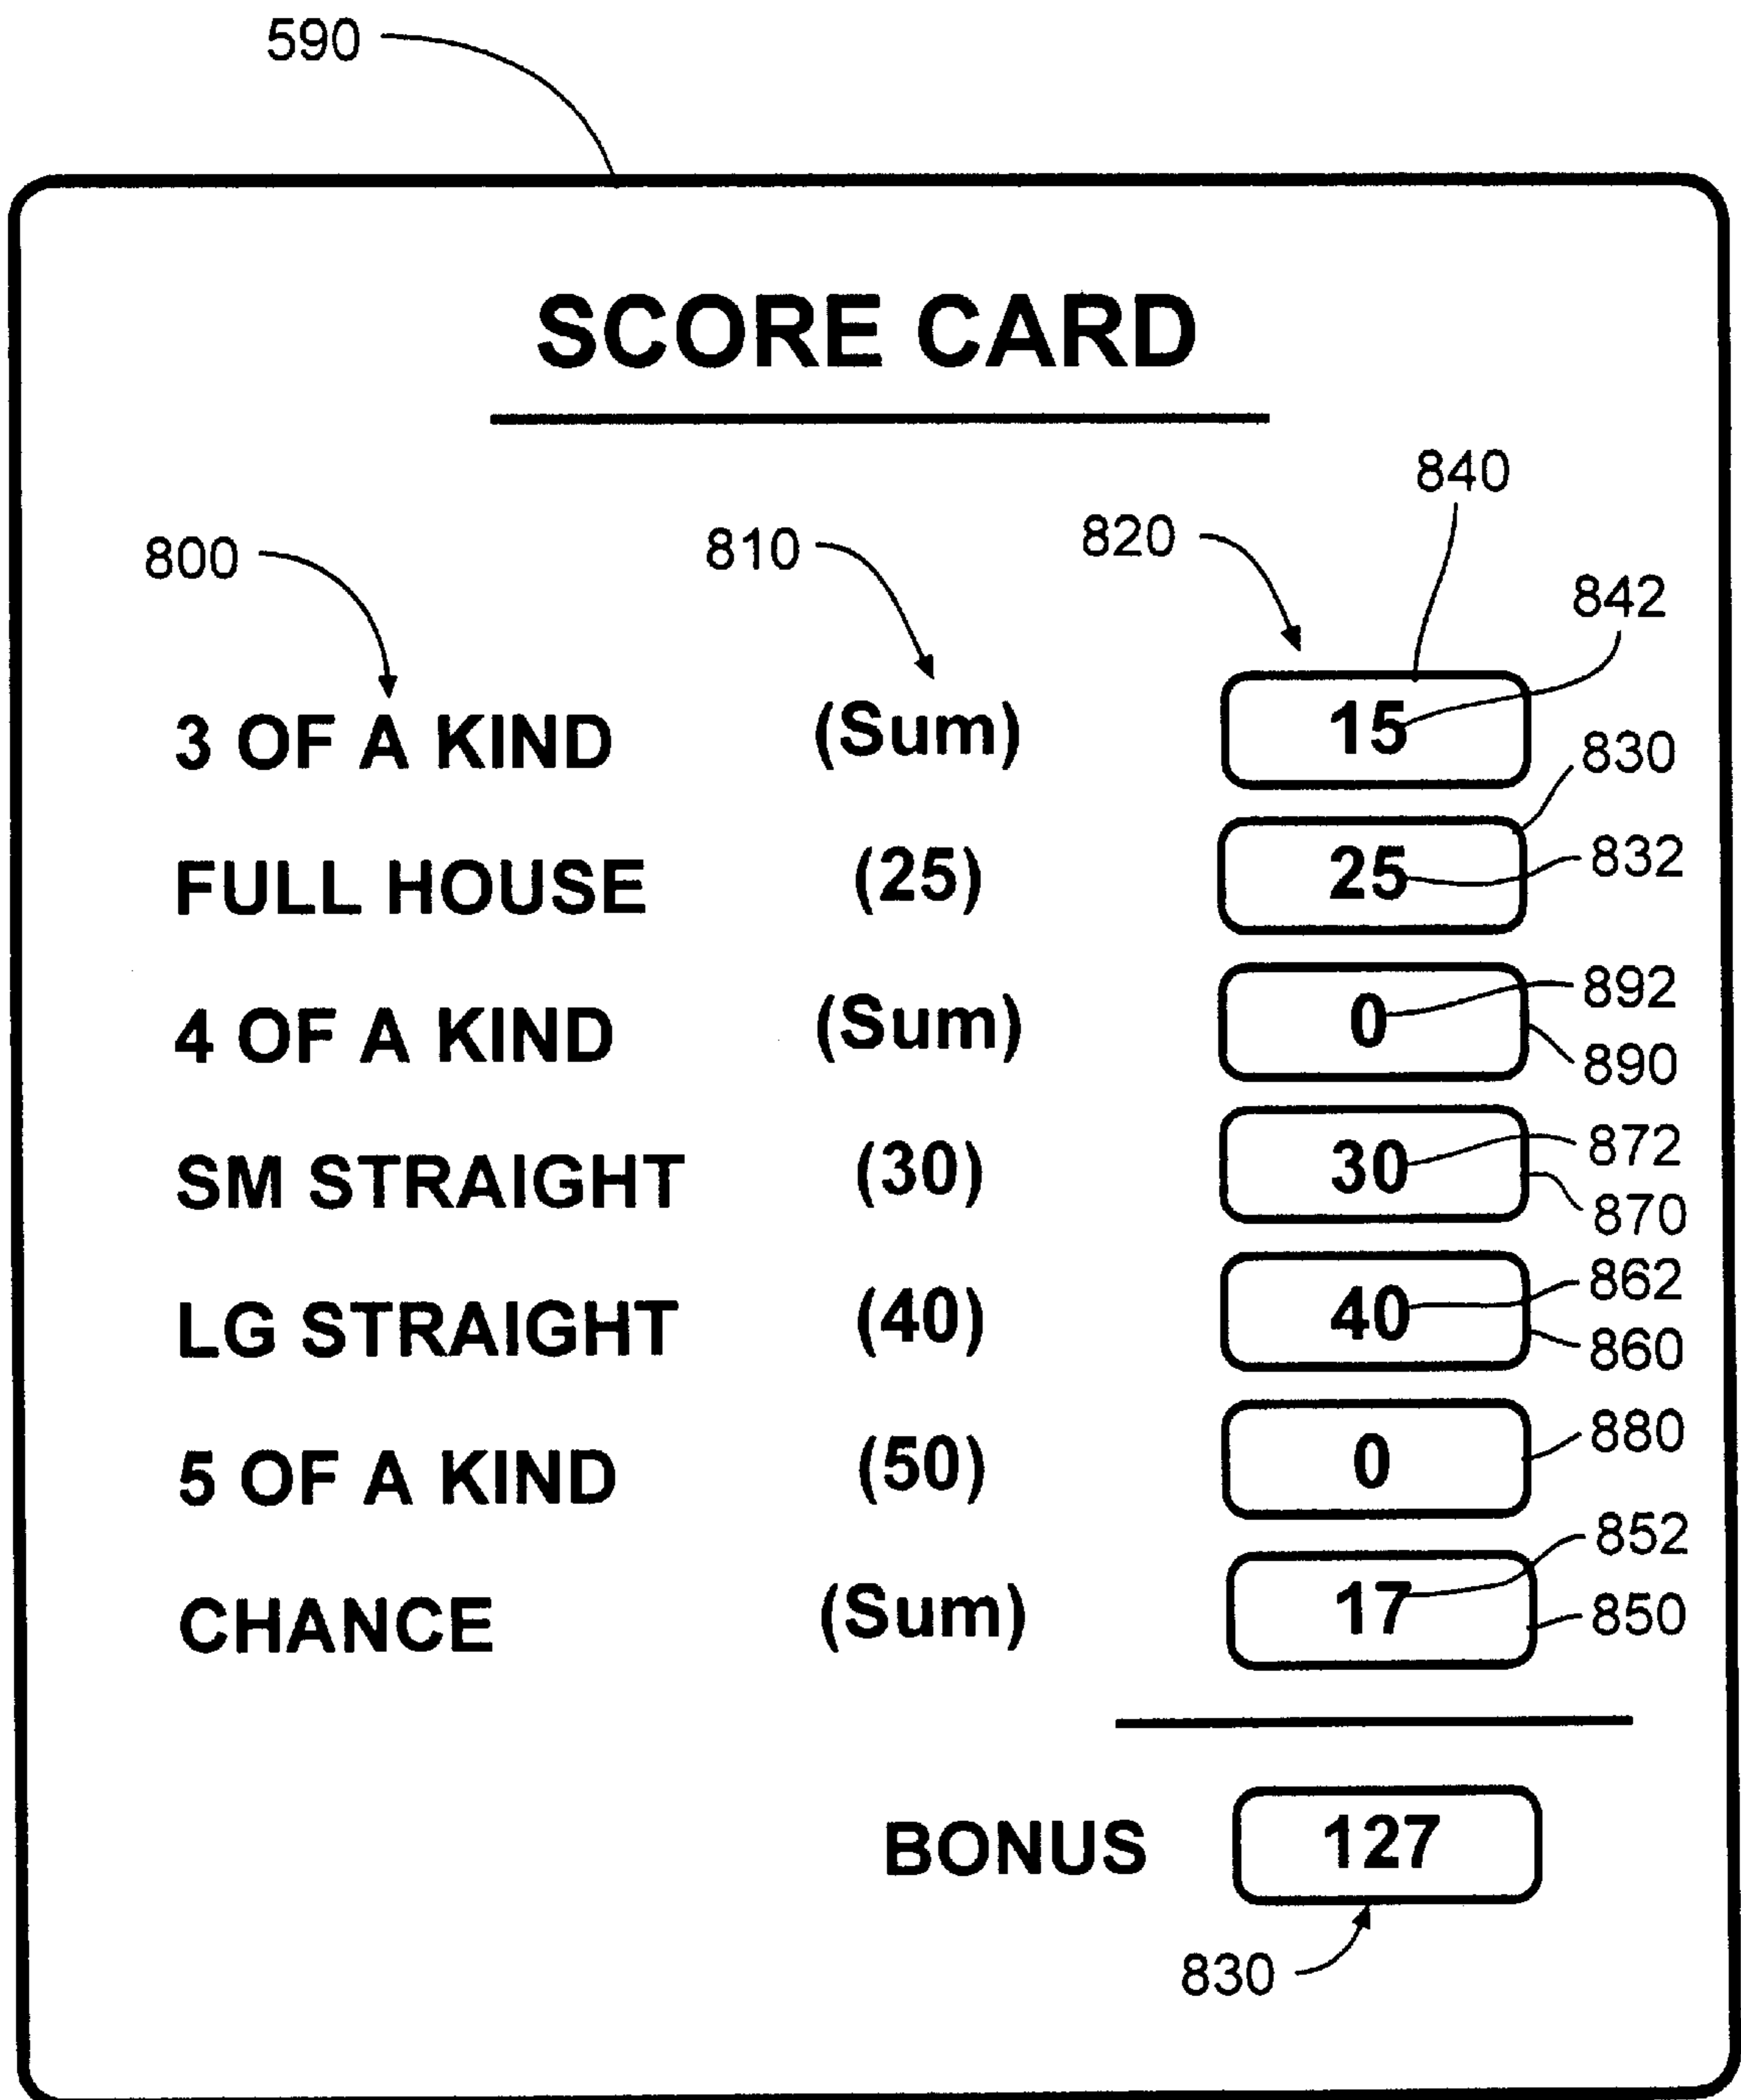 590
SCORE CARD
840
800 810 820
842
3 OF A KIND (Sum) 15
830
FULL HOUSE (25) 25 832
4 OF A KIND (Sum) 0 892
890
SM STRAIGHT (30) 30 872
870
LG STRAIGHT (40) 40 862
860
5 OF A KIND (50) 0 880
852
CHANCE (Sum) 17 850
BONUS 127
830